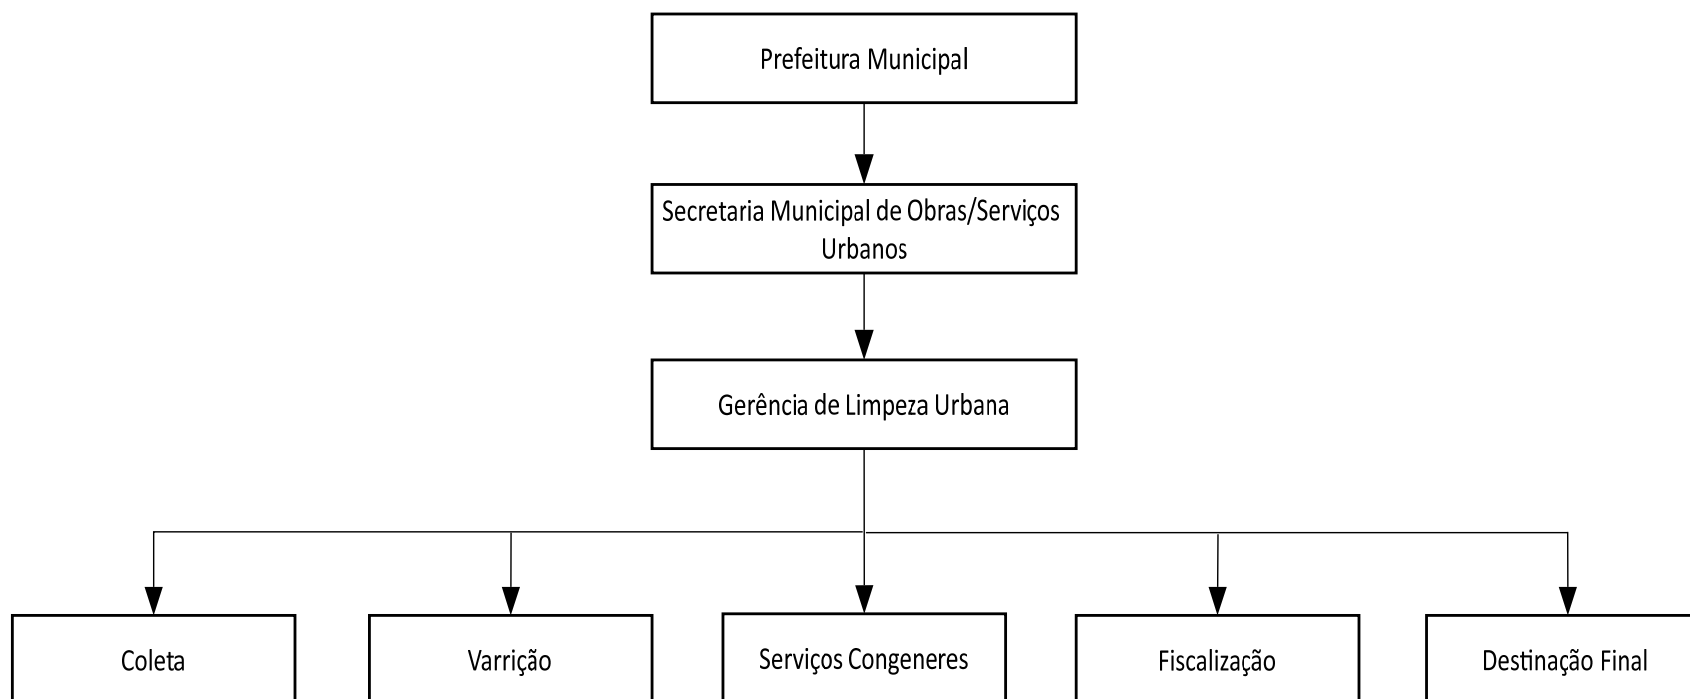 Prefeitura Municipal
Secretaria Municipal de Obras/Serviços
Urbanos
Gerência de Limpeza Urbana
Coleta
Varrição
Serviços Congeneres
Fiscalização
Destinação Final